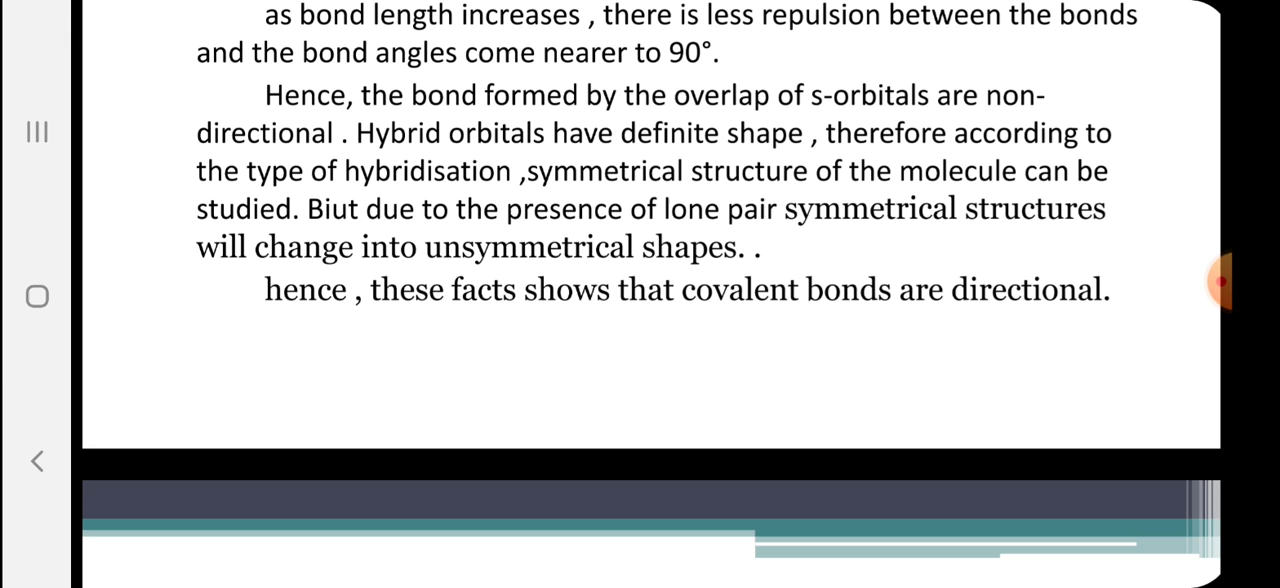 as bond length increases , there is less repulsion between the bonds
and the bond angles come nearer to 90°.
Hence, the bond formed by the overlap of s-orbitals are non-
directional . Hybrid orbitals have definite shape , therefore according to
the type of hybridisation ,symmetrical structure of the molecule can be
studied. Biut due to the presence of lone pair symmetrical structures
will change into unsymmetrical shapes. .
hence , these facts shows that covalent bonds are directional.